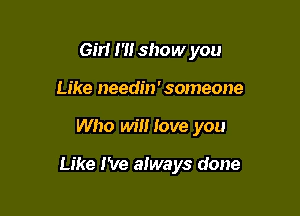 Girl I'll show you
Like needin' someone
Who will love you
Like I've always done